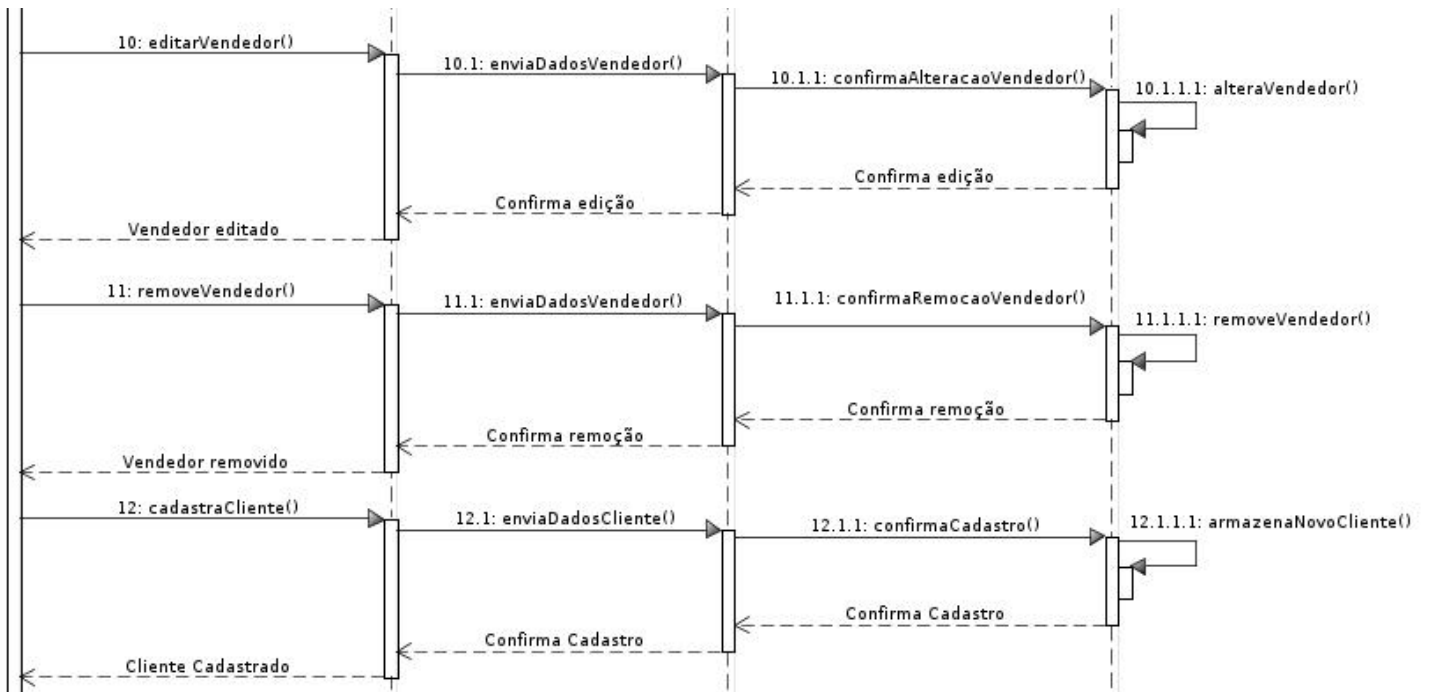 10: editarVendedor()
10.1: enviaDadosVendedor()
10.1.1: confirmaAlteracaoVendedor()
10.1.1.1: alteraVendedor()
Confirma edição
Confirma edição
Vendedor editado
11: removeVendedor()
11.1: enviaDadosVendedor()
11.1.1: confirmaRemocaoVendedor()
11.1.1.1: removeVendedor()
Confirma remoção
Confirma remoção
Vendedor removido
12: cadastraCliente()
12.1: enviaDadosCliente()
12.1.1: confirmaCadastro()
12.1.1.1: armazenaNovoCliente()
Confirma Cadastro
Confirma Cadastro
Cliente Cadastrado